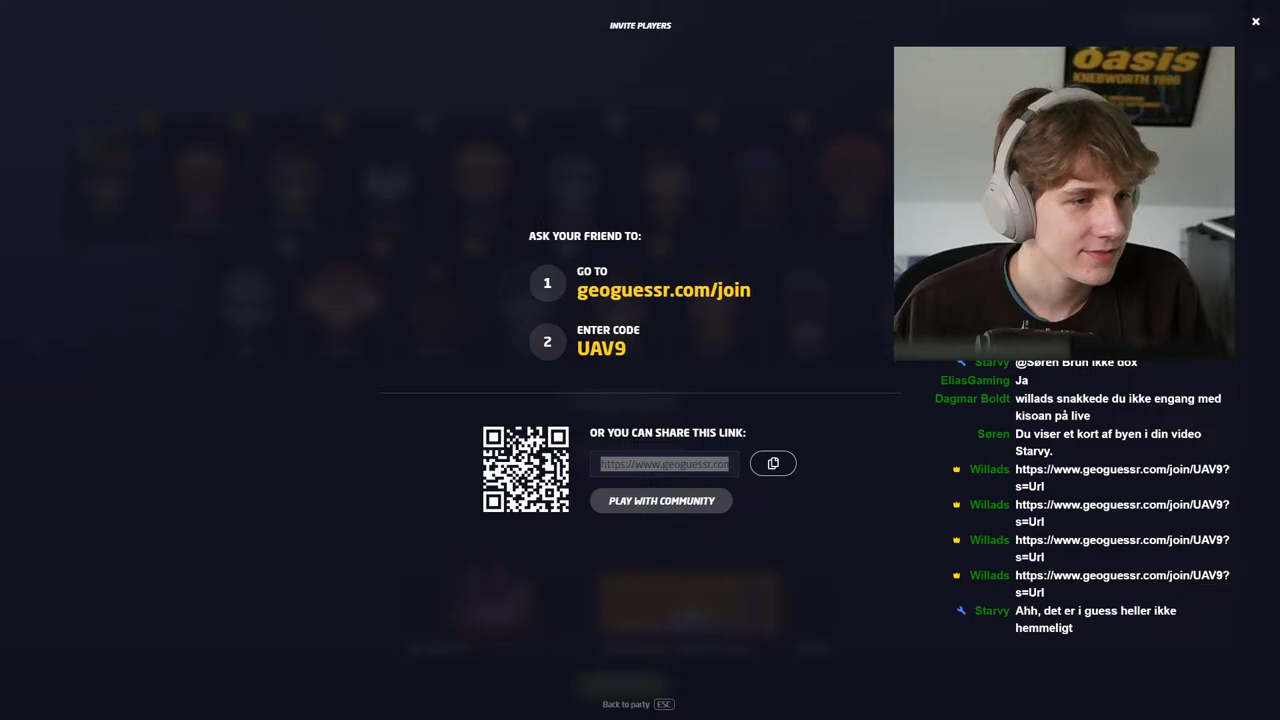 INVITE PLAYERS
oasis
KNEBWORTH 1996
ASK YOUR FRIEND TO:
1
GO TO
geoguessr.com/join
2
ENTER CODE
UAV9
OR YOU CAN SHARE THIS LINK:
https://www.geoguessr.com
PLAY WITH COMMUNITY
Back to party ESC
Starvy @Søren Brun ikke dox
EliasGaming Ja
Dagmar Boldt willads snakkede du ikke engang med
kisoan på live
Søren Du viser et kort af byen i din video
Starvy.
Willads https://www.geoguessr.com/join/UAV9?
s=Url
Willads https://www.geoguessr.com/join/UAV9?
s=Url
Willads https://www.geoguessr.com/join/UAV9?
s=Url
Willads https://www.geoguessr.com/join/UAV9?
s=Url
Starvy Ahh, det er i guess heller ikke
hemmeligt